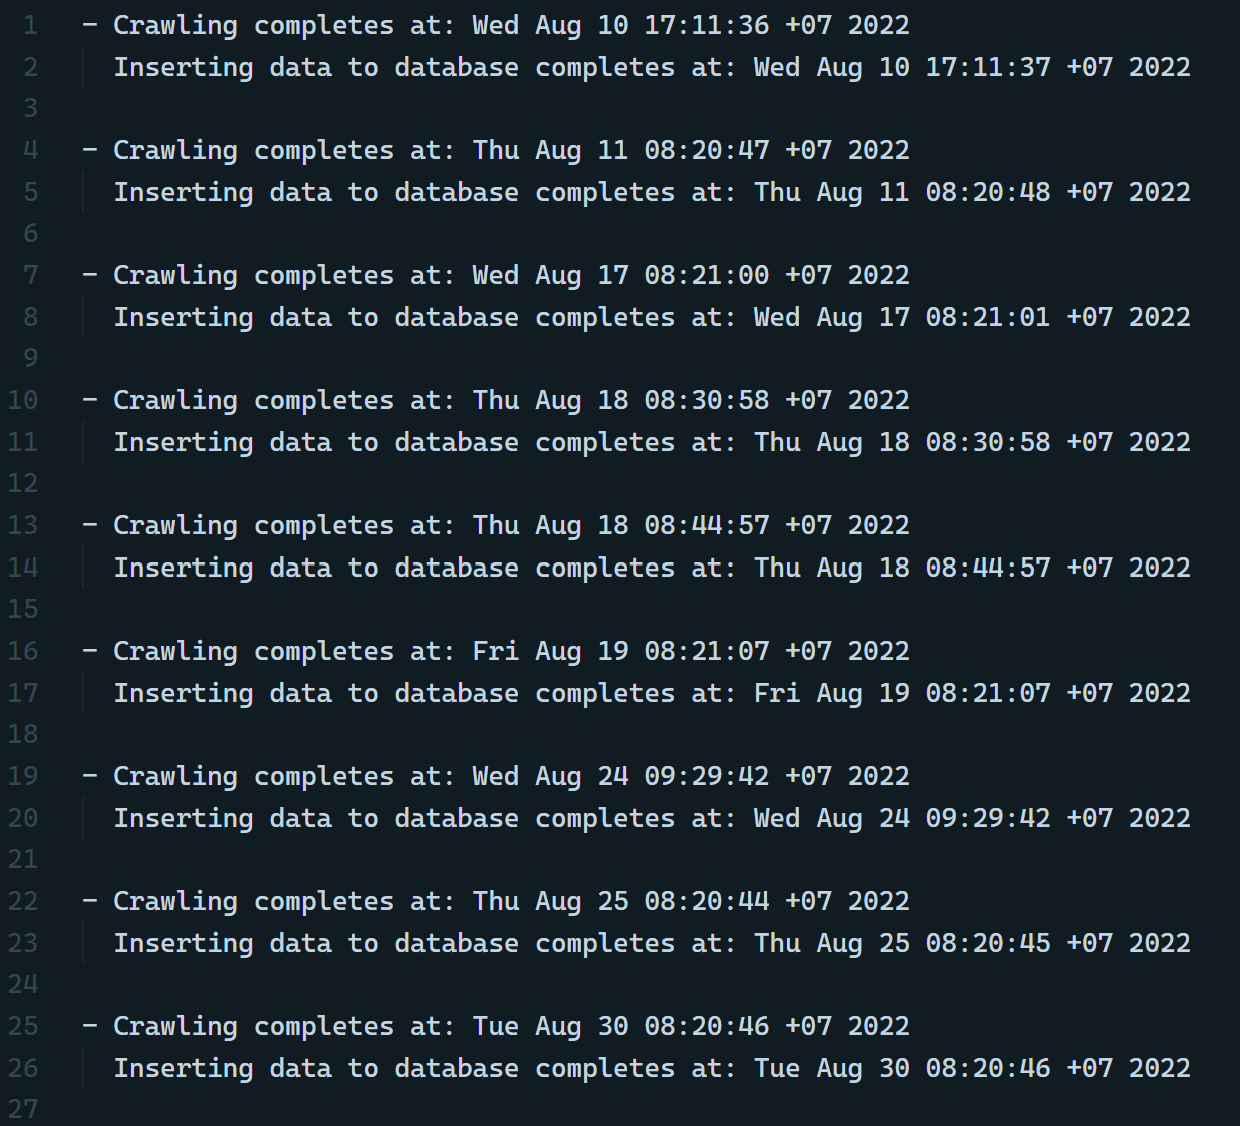 1 - Crawling completes at: Wed Aug 10 17:11:36 +07 2022
2 Inserting data to database completes at: Wed Aug 10 17:11:37 +07 2022
3
4 - Crawling completes at: Thu Aug 11 08:20:47 +07 2022
5 Inserting data to database completes at: Thu Aug 11 08:20:48 +07 2022
6
7 - Crawling completes at: Wed Aug 17 08:21:00 +07 2022
8 Inserting data to database completes at: Wed Aug 17 08:21:01 +07 2022
9
10 - Crawling completes at: Thu Aug 18 08:30:58 +07 2022
11 Inserting data to database completes at: Thu Aug 18 08:30:58 +07 2022
12
13 - Crawling completes at: Thu Aug 18 08:44:57 +07 2022
14 Inserting data to database completes at: Thu Aug 18 08:44:57 +07 2022
15
16 - Crawling completes at: Fri Aug 19 08:21:07 +07 2022
17 Inserting data to database completes at: Fri Aug 19 08:21:07 +07 2022
18
19 - Crawling completes at: Wed Aug 24 09:29:42 +07 2022
20 Inserting data to database completes at: Wed Aug 24 09:29:42 +07 2022
21
22 - Crawling completes at: Thu Aug 25 08:20:44 +07 2022
23 Inserting data to database completes at: Thu Aug 25 08:20:45 +07 2022
24
25 - Crawling completes at: Tue Aug 30 08:20:46 +07 2022
26 Inserting data to database completes at: Tue Aug 30 08:20:46 +07 2022
27